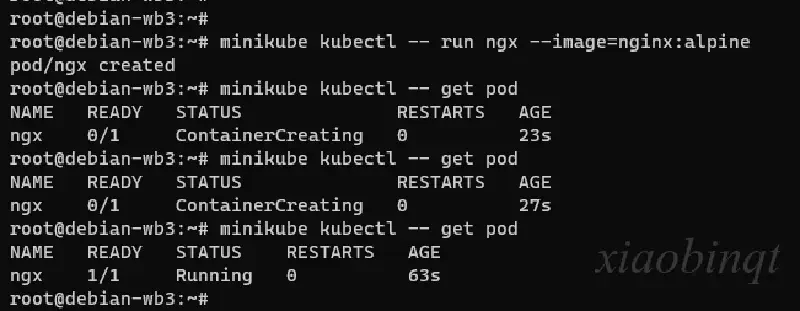 root@debian-wb3:~#
root@debian-wb3:~#
root@debian-wb3:~# minikube kubectl -- run ngx --image=nginx:alpine
pod/ngx created
root@debian-wb3:~# minikube kubectl -- get pod
NAME   READY   STATUS              RESTARTS   AGE
ngx    0/1     ContainerCreating   0          23s
root@debian-wb3:~# minikube kubectl -- get pod
NAME   READY   STATUS              RESTARTS   AGE
ngx    0/1     ContainerCreating   0          27s
root@debian-wb3:~# minikube kubectl -- get pod
NAME   READY   STATUS    RESTARTS   AGE
ngx    1/1     Running   0          63s
root@debian-wb3:~#
xiaobinqt